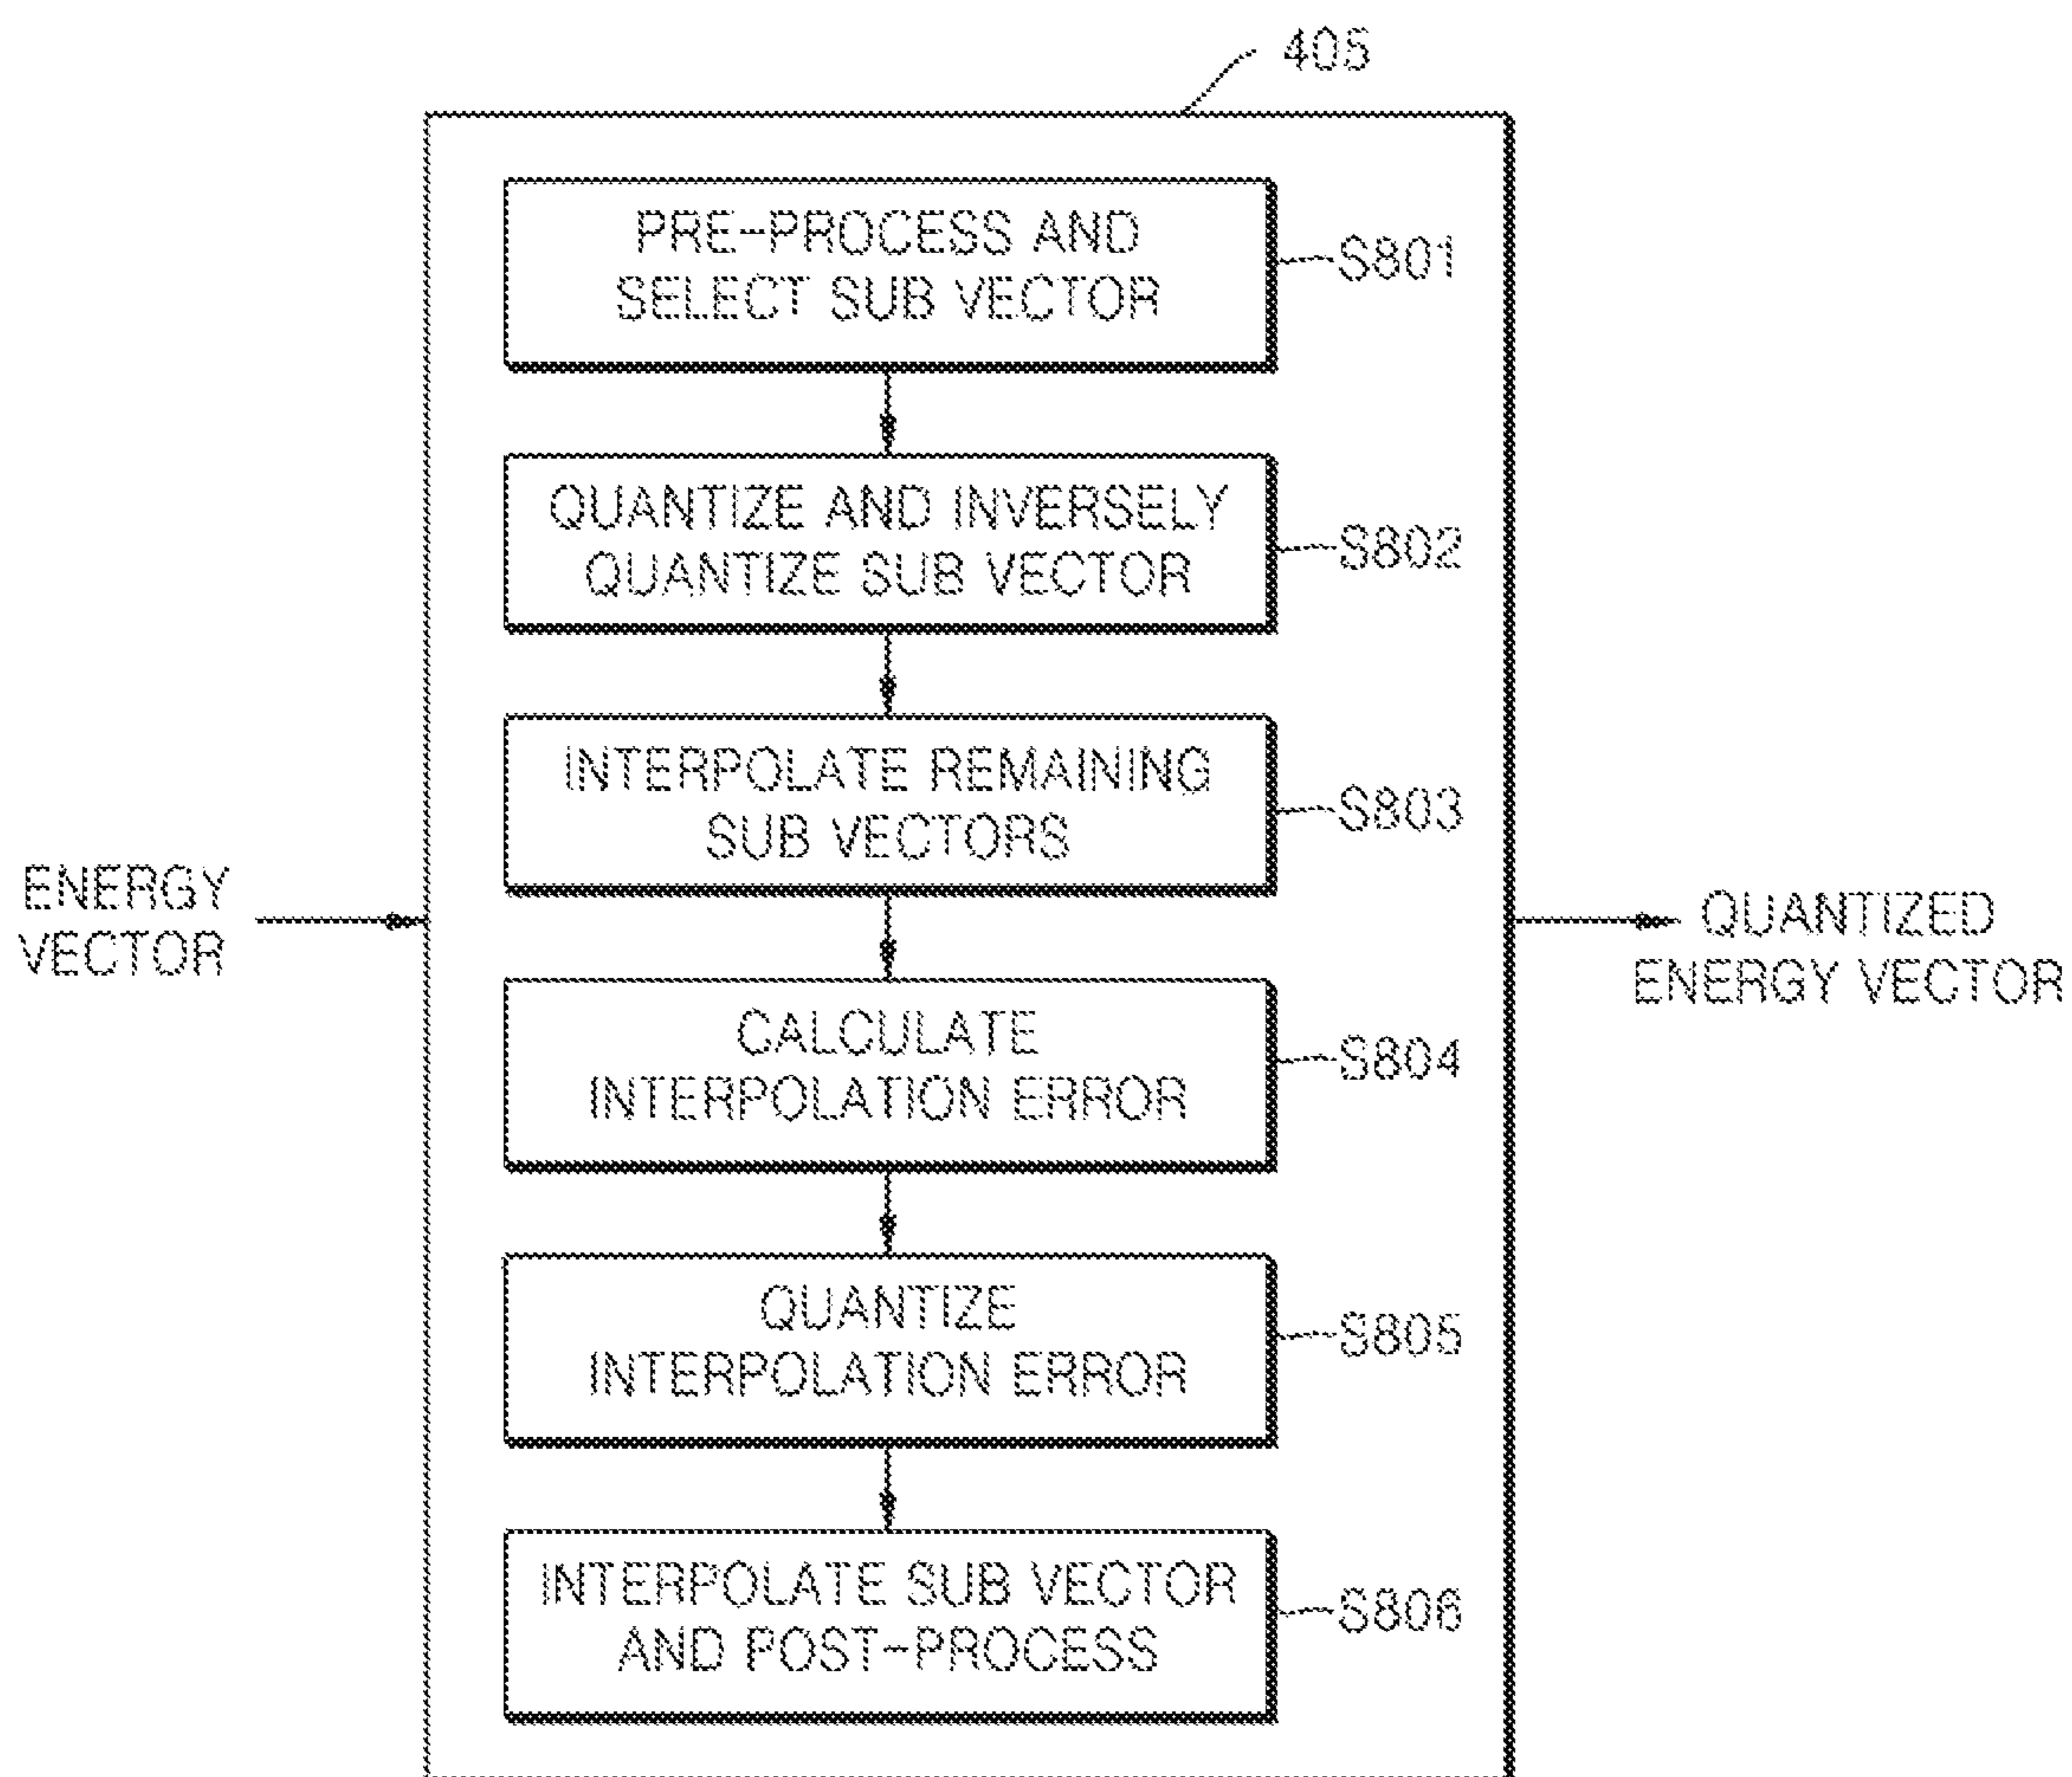 405
PRE-PROCESS AND
SELECT SUB VECTOR
S801
QUANTIZE AND INVERSELY
QUANTIZE SUB VECTOR
S802
INTERPOLATE REMAINING
SUB VECTORS
S803
ENERGY
VECTOR
QUANTIZED
ENERGY VECTOR
CALCULATE
INTERPOLATION ERROR
S804
QUANTIZE
INTERPOLATION ERROR
S805
INTERPOLATE SUB VECTOR
AND POST-PROCESS
S806